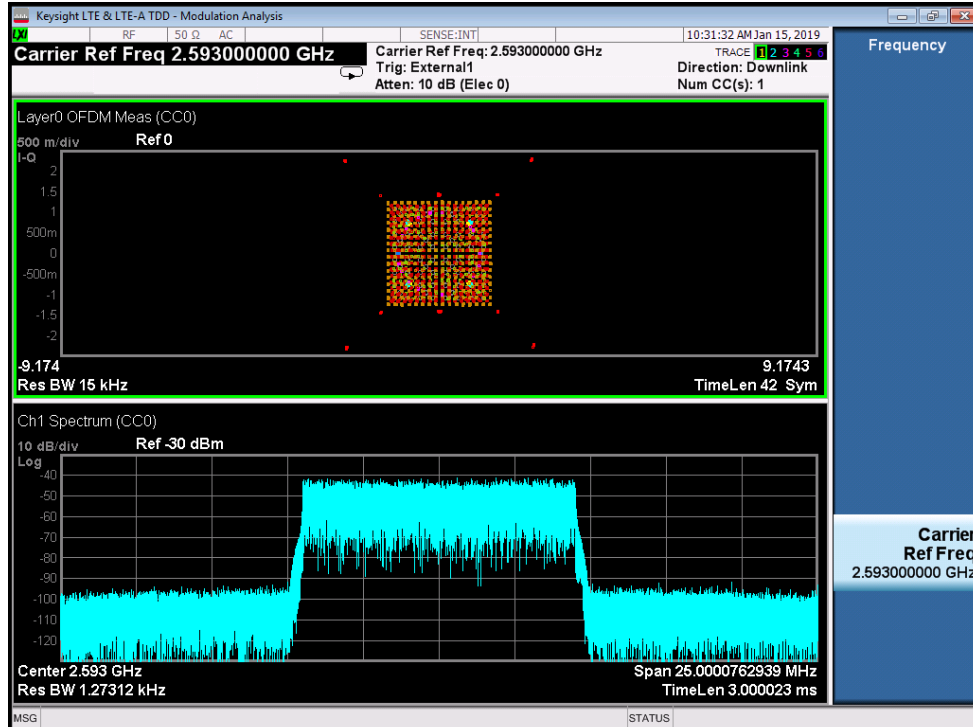 Keysight LTE & LTE-A TDD - Modulation Analysis
LXI RF 50 Ω AC SENSE:INT 10:31:32 AM Jan 15, 2019
Carrier Ref Freq 2.593000000 GHz
Carrier Ref Freq: 2.593000000 GHz
Trig: External1
Atten: 10 dB (Elec 0)
TRACE 1 2 3 4 5 6
Direction: Downlink
Num CC(s): 1
Frequency
Layer0 OFDM Meas (CC0)
500 m/div Ref 0
I-Q
2
1.5
1
500m
0
-500m
-1
-1.5
-2
-9.174 9.1743
Res BW 15 kHz TimeLen 42 Sym
Ch1 Spectrum (CC0)
10 dB/div Ref -30 dBm
Log
-40
-50
-60
-70
-80
-90
-100
-110
-120
Center 2.593 GHz Span 25.0000762939 MHz
Res BW 1.27312 kHz TimeLen 3.000023 ms
Carrier
Ref Freq
2.593000000 GHz
MSG STATUS